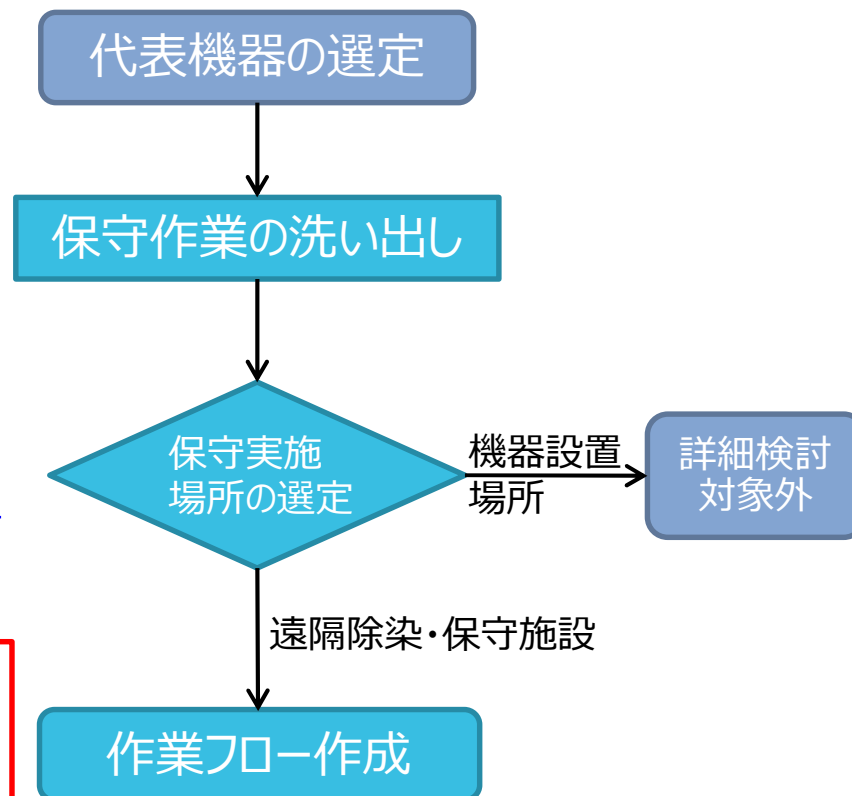 代表機器の選定
保守作業の洗い出し
保守実施
場所の選定
機器設置
場所
詳細検討
対象外
遠隔除染・保守施設
作業フロー作成